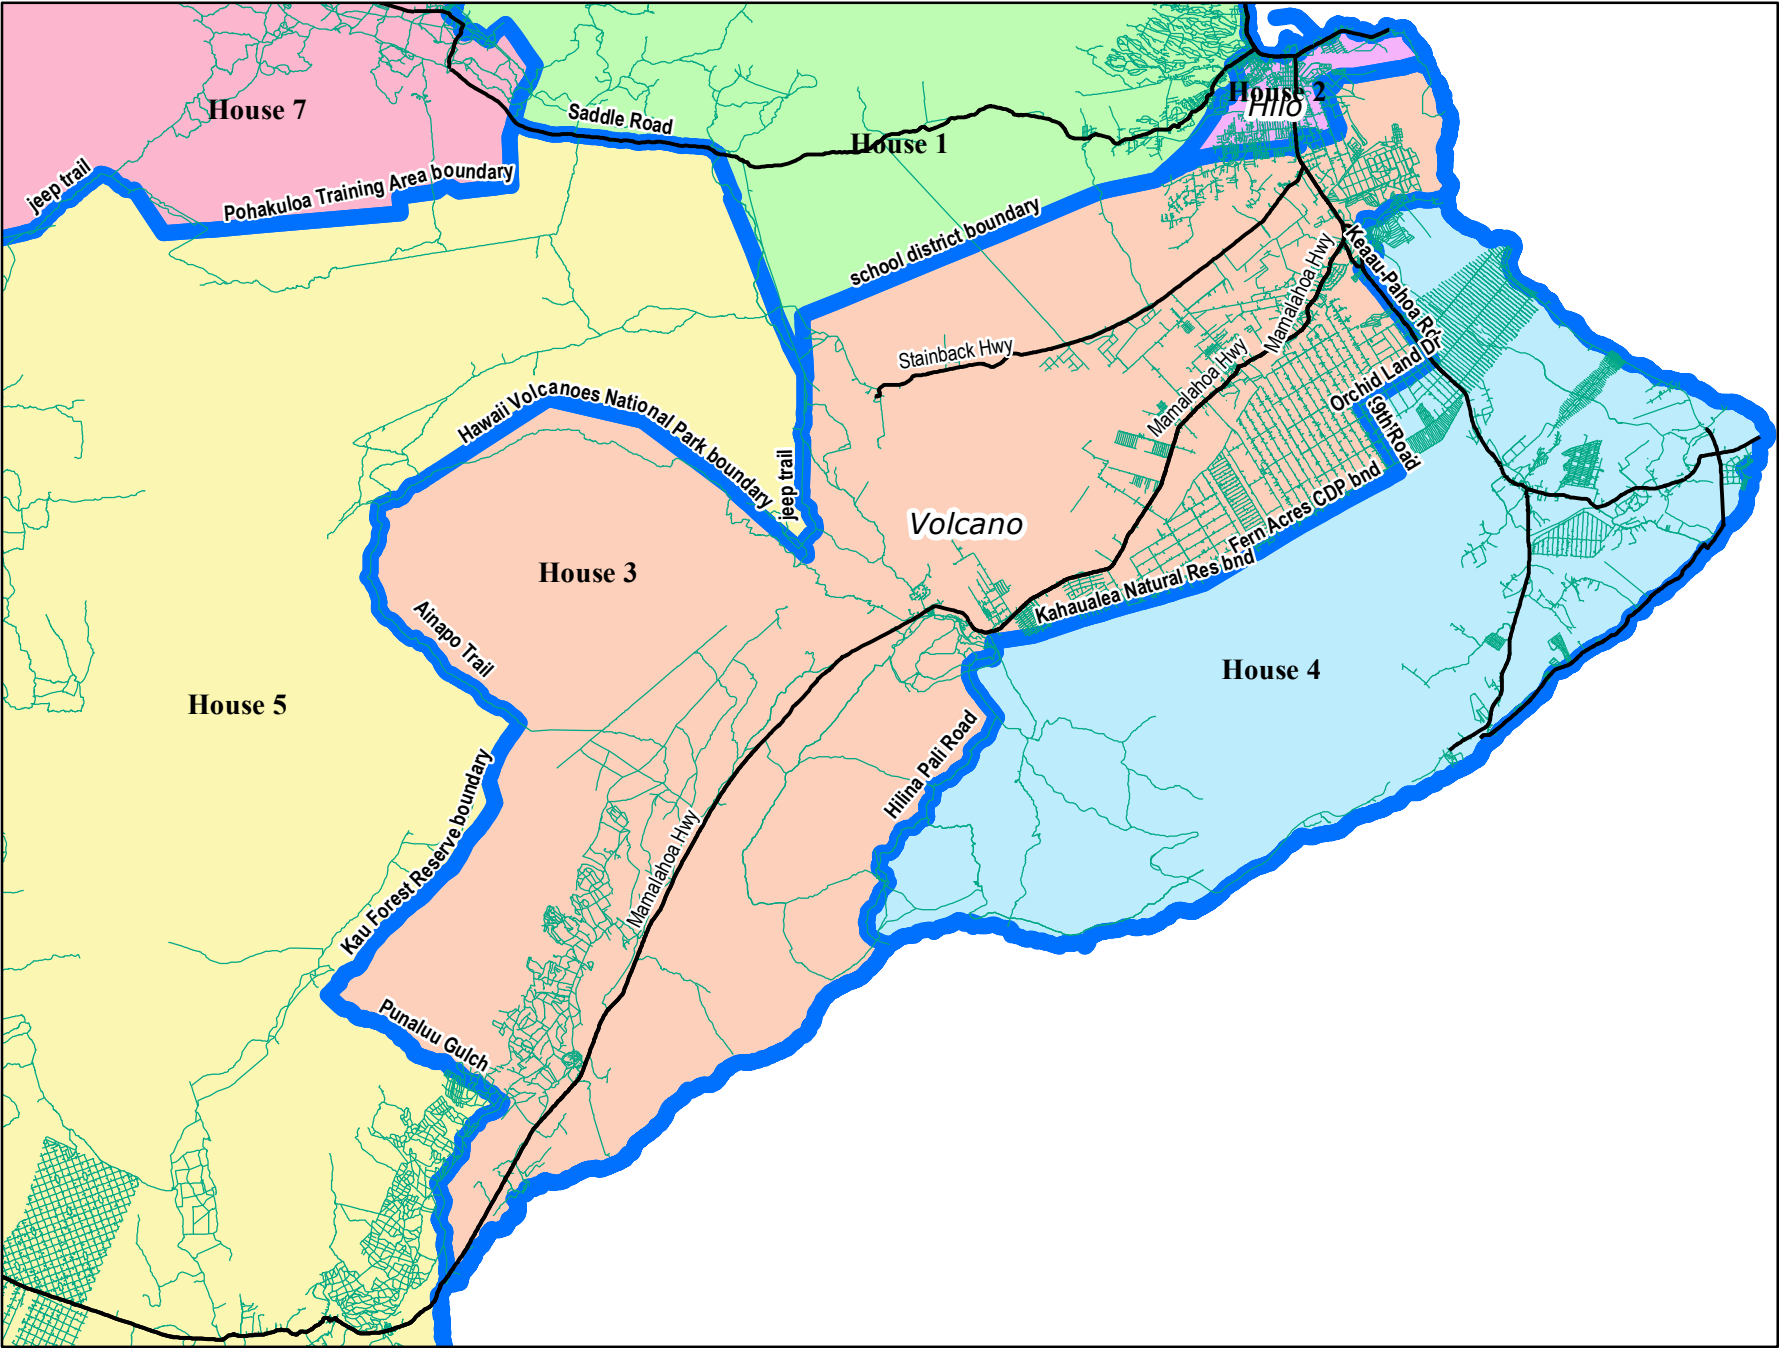 House 7
Saddle Road
House 1
House 2
Hilo
jeep trail
Pohakuloa Training Area boundary
school district boundary
Keaau-Pahoa Rd
Mamalahoa Hwy
Stainback Hwy
Mamalahoa Hwy
Orchid Land Dr
Hawaii Volcanoes National Park boundary
jeep trail
Road
Fern Acres CDP bnd
Volcano
House 3
Kahaualea Natural Res bnd
Ainapo Trail
House 4
House 5
Hilina Pali Road
Kau Forest Reserve boundary
Mamalahoa Hwy
Punaluu Gulch